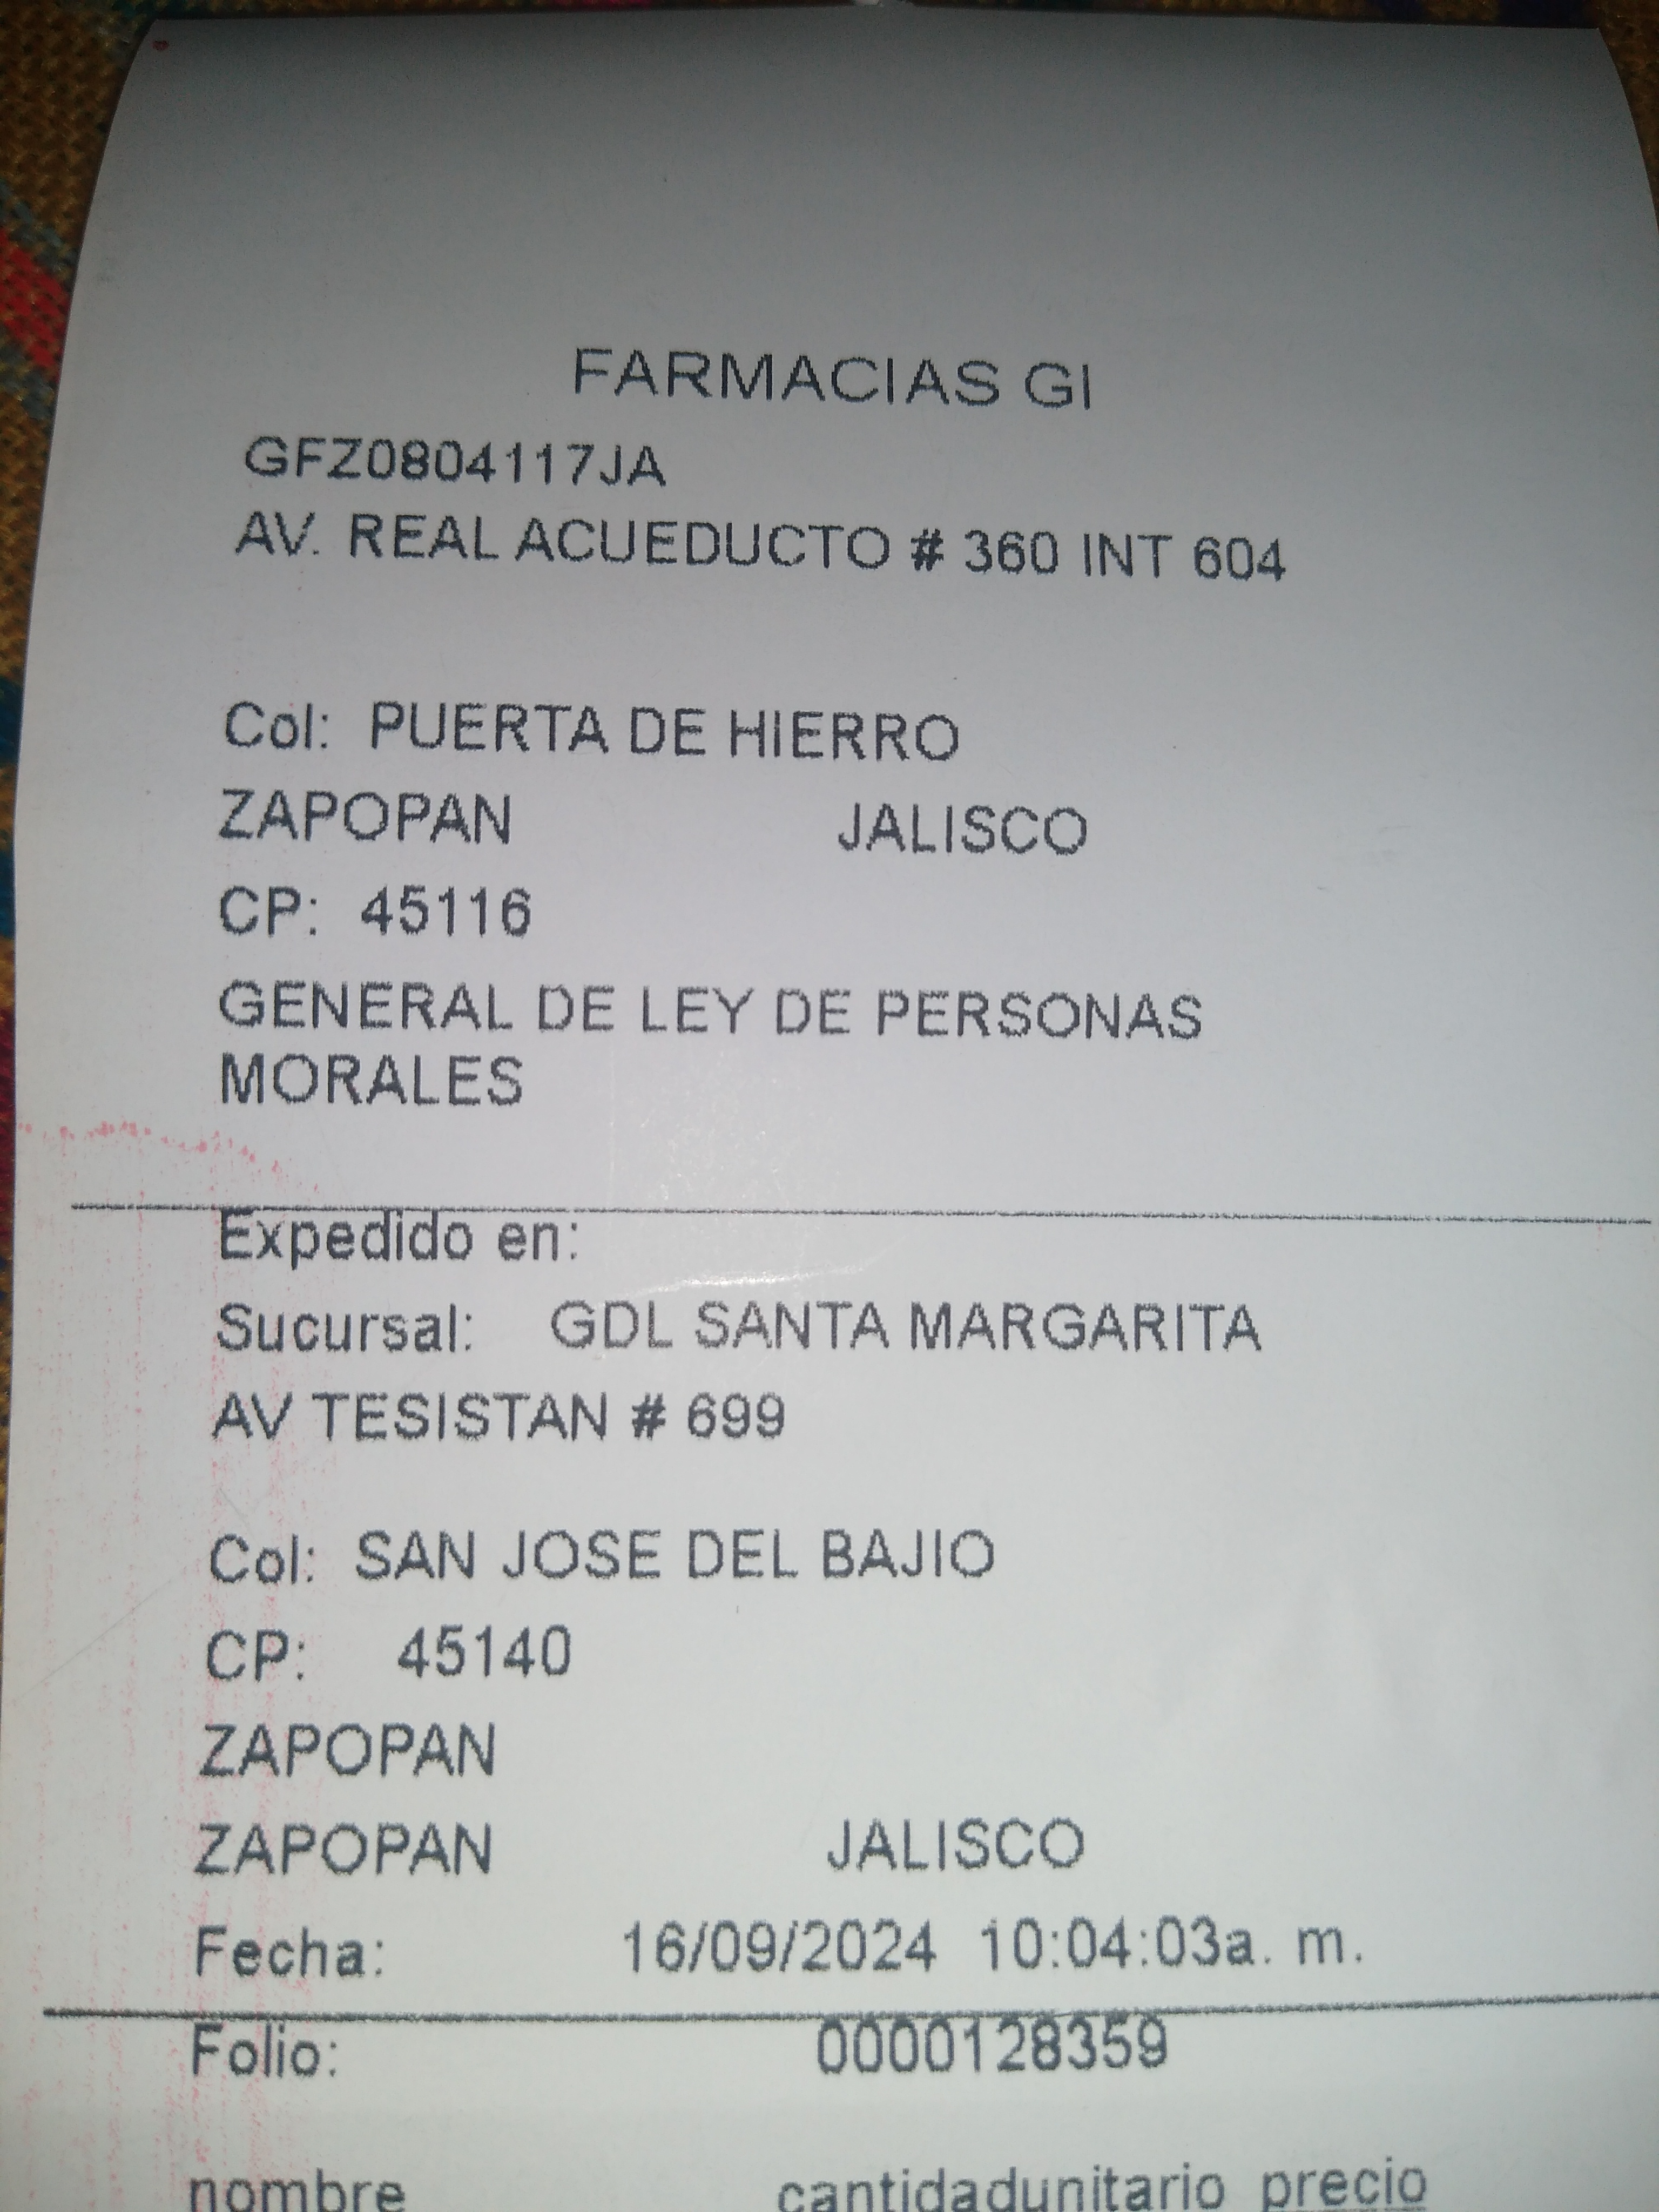 FARMACIAS GI
GFZ0804117JA
AV. REAL ACUEDUCTO # 360 INT 604
Col: PUERTA DE HIERRO
ZAPOPAN JALISCO
CP: 45116
GENERAL DE LEY DE PERSONAS
MORALES
Expedido en:
Sucursal: GDL SANTA MARGARITA
AV TESISTAN # 699
Col: SAN JOSE DEL BAJIO
CP: 45140
ZAPOPAN
ZAPOPAN JALISCO
Fecha: 16/09/2024 10:04:03a. m.
Folio: 0000128359
nombre cantidadunitario precio